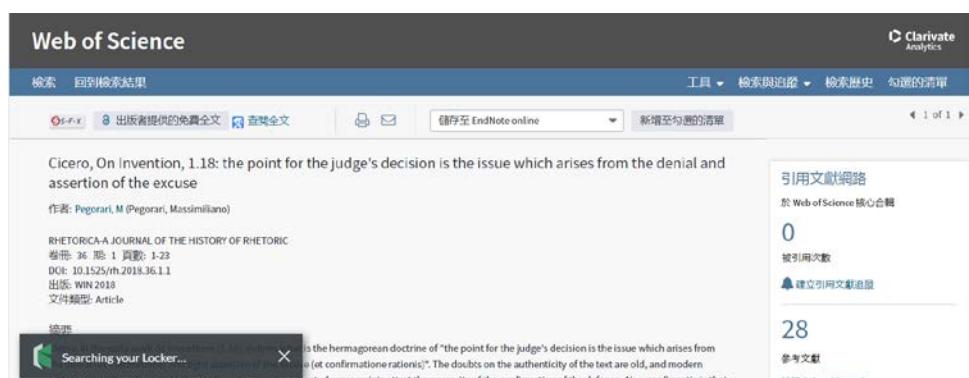 Web of Science
Clarivate
Analytics
檢索 回到檢索結果 工具 檢索與追蹤 檢索歷史 勾選的清單
S-F-X 出版者提供的免費全文 查閱全文 儲存至 EndNote online 新增至勾選的清單 1 of 1
Cicero, On Invention, 1.18: the point for the judge's decision is the issue which arises from the denial and
assertion of the excuse
作者: Pegorari, M (Pegorari, Massimiliano)
RHETORICA-A JOURNAL OF THE HISTORY OF RHETORIC
卷冊: 36 期: 1 頁數: 1-23
DOI: 10.1525/rh.2018.36.1.1
出版: WIN 2018
文件類型: Article
摘要
is the hermagorean doctrine of "the point for the judge's decision is the issue which arises from
(et confirmatione rationis)". The doubts on the authenticity of the text are old, and modern
Searching your Locker...
引用文獻網路
於 Web of Science 核心合輯
0
被引用次數
建立引用文獻追蹤
28
參考文獻